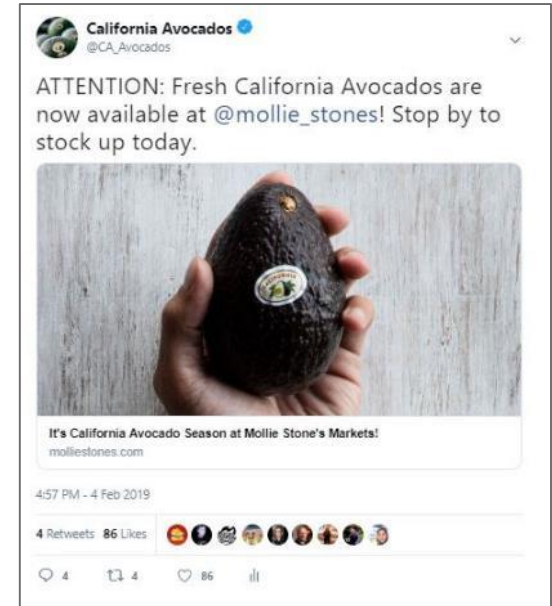 California Avocados
@CA_Avocados
ATTENTION: Fresh California Avocados are
now available at @mollie_stones! Stop by to
stock up today.
It's California Avocado Season at Mollie Stone's Markets!
molliestones.com
4:57 PM - 4 Feb 2019
4 Retweets 86 Likes
4 4 86